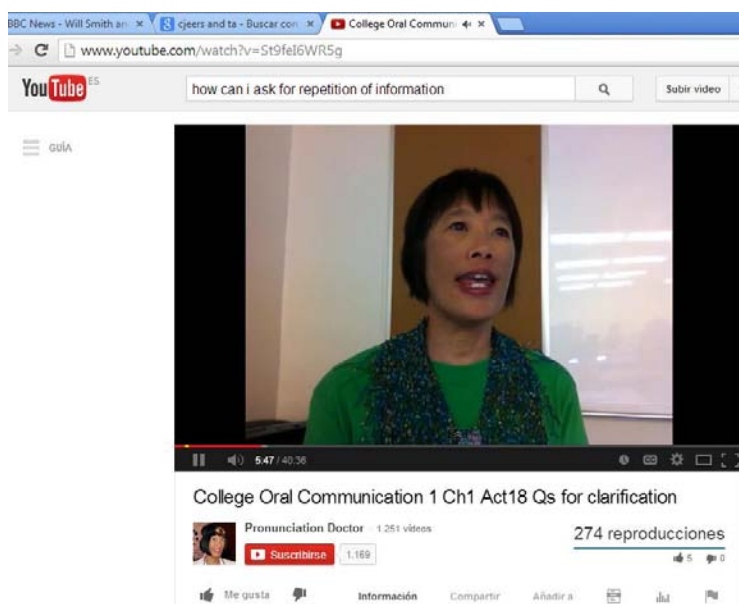 BBC News - Will Smith an
cjeers and ta - Buscar con
College Oral Commun
www.youtube.com/watch?v=St9feI6WR5g
YouTube ES
how can i ask for repetition of information
Subir video
GUÍA
5:47 / 40:36
College Oral Communication 1 Ch1 Act18 Qs for clarification
Pronunciation Doctor 1 251 videos
274 reproducciones
Suscribirse 1.169
5 0
Me gusta Información Compartir Añadir a